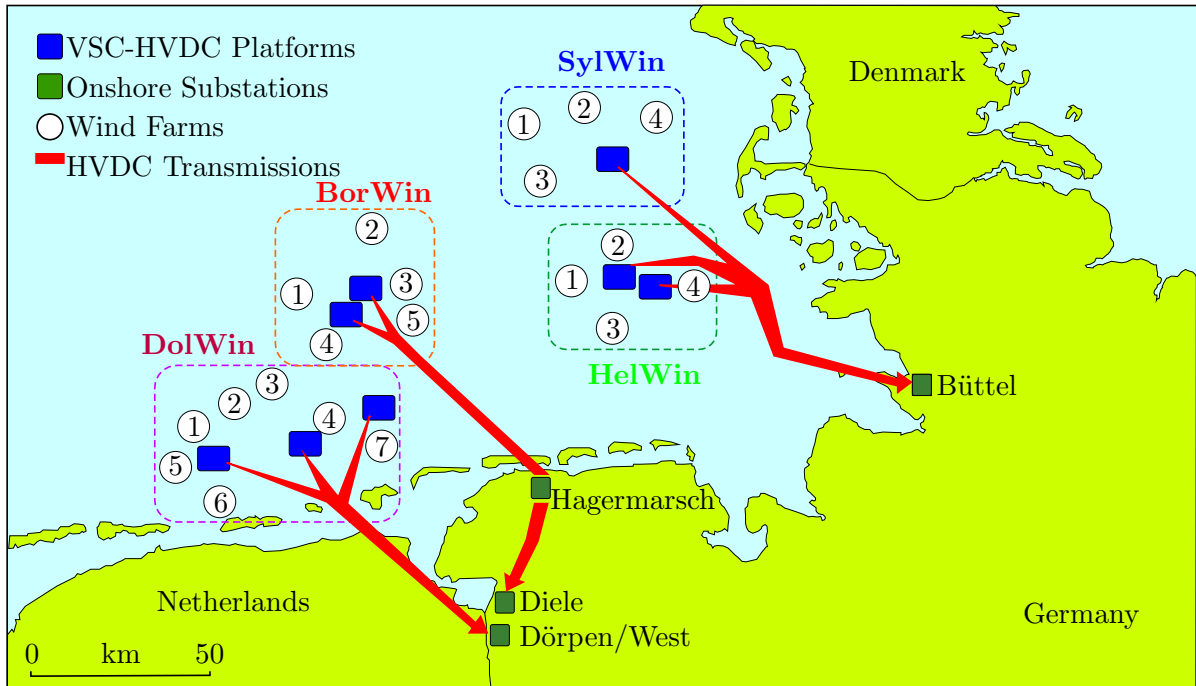 VSC-HVDC Platforms
Onshore Substations
Wind Farms
HVDC Transmissions
SylWin
1
2
4
3
Denmark
BorWin
2
1
3
5
4
2
1
4
3
HelWin
DolWin
3
2
1
4
5
7
6
Büttel
Hagermarsch
Netherlands
Diele
Dörpen/West
Germany
0 km 50